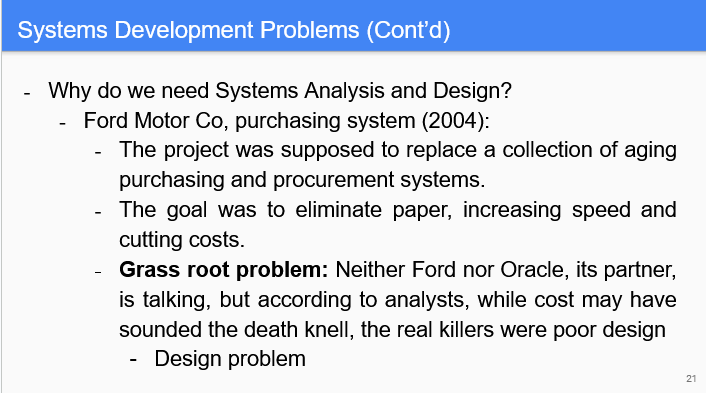 Systems Development Problems (Cont’d)
- Why do we need Systems Analysis and Design?
- Ford Motor Co, purchasing system (2004):
- The project was supposed to replace a collection of aging
purchasing and procurement systems.
- The goal was to eliminate paper, increasing speed and
cutting costs.
- Grass root problem: Neither Ford nor Oracle, its partner,
is talking, but according to analysts, while cost may have
sounded the death knell, the real killers were poor design
- Design problem
21